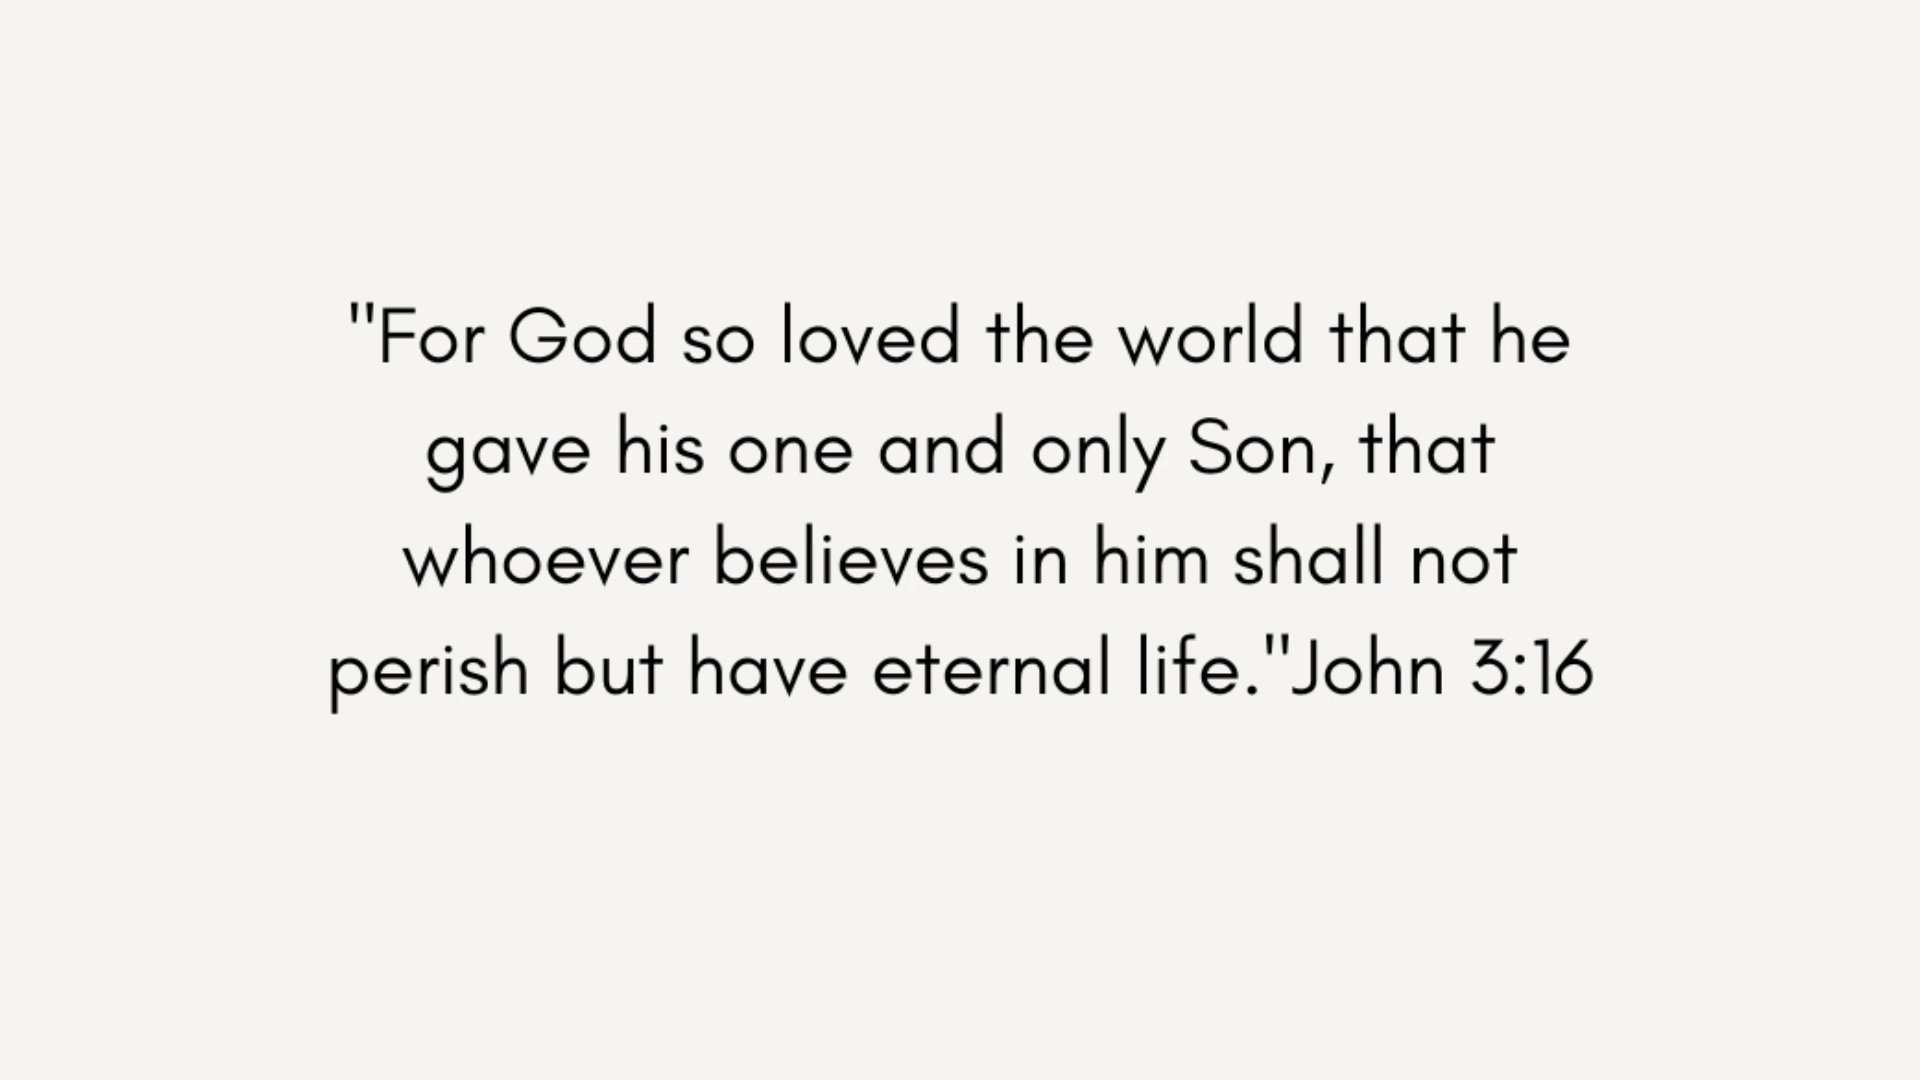 "For God so loved the world that he
gave his one and only Son, that
whoever believes in him shall not
perish but have eternal life."John 3:16